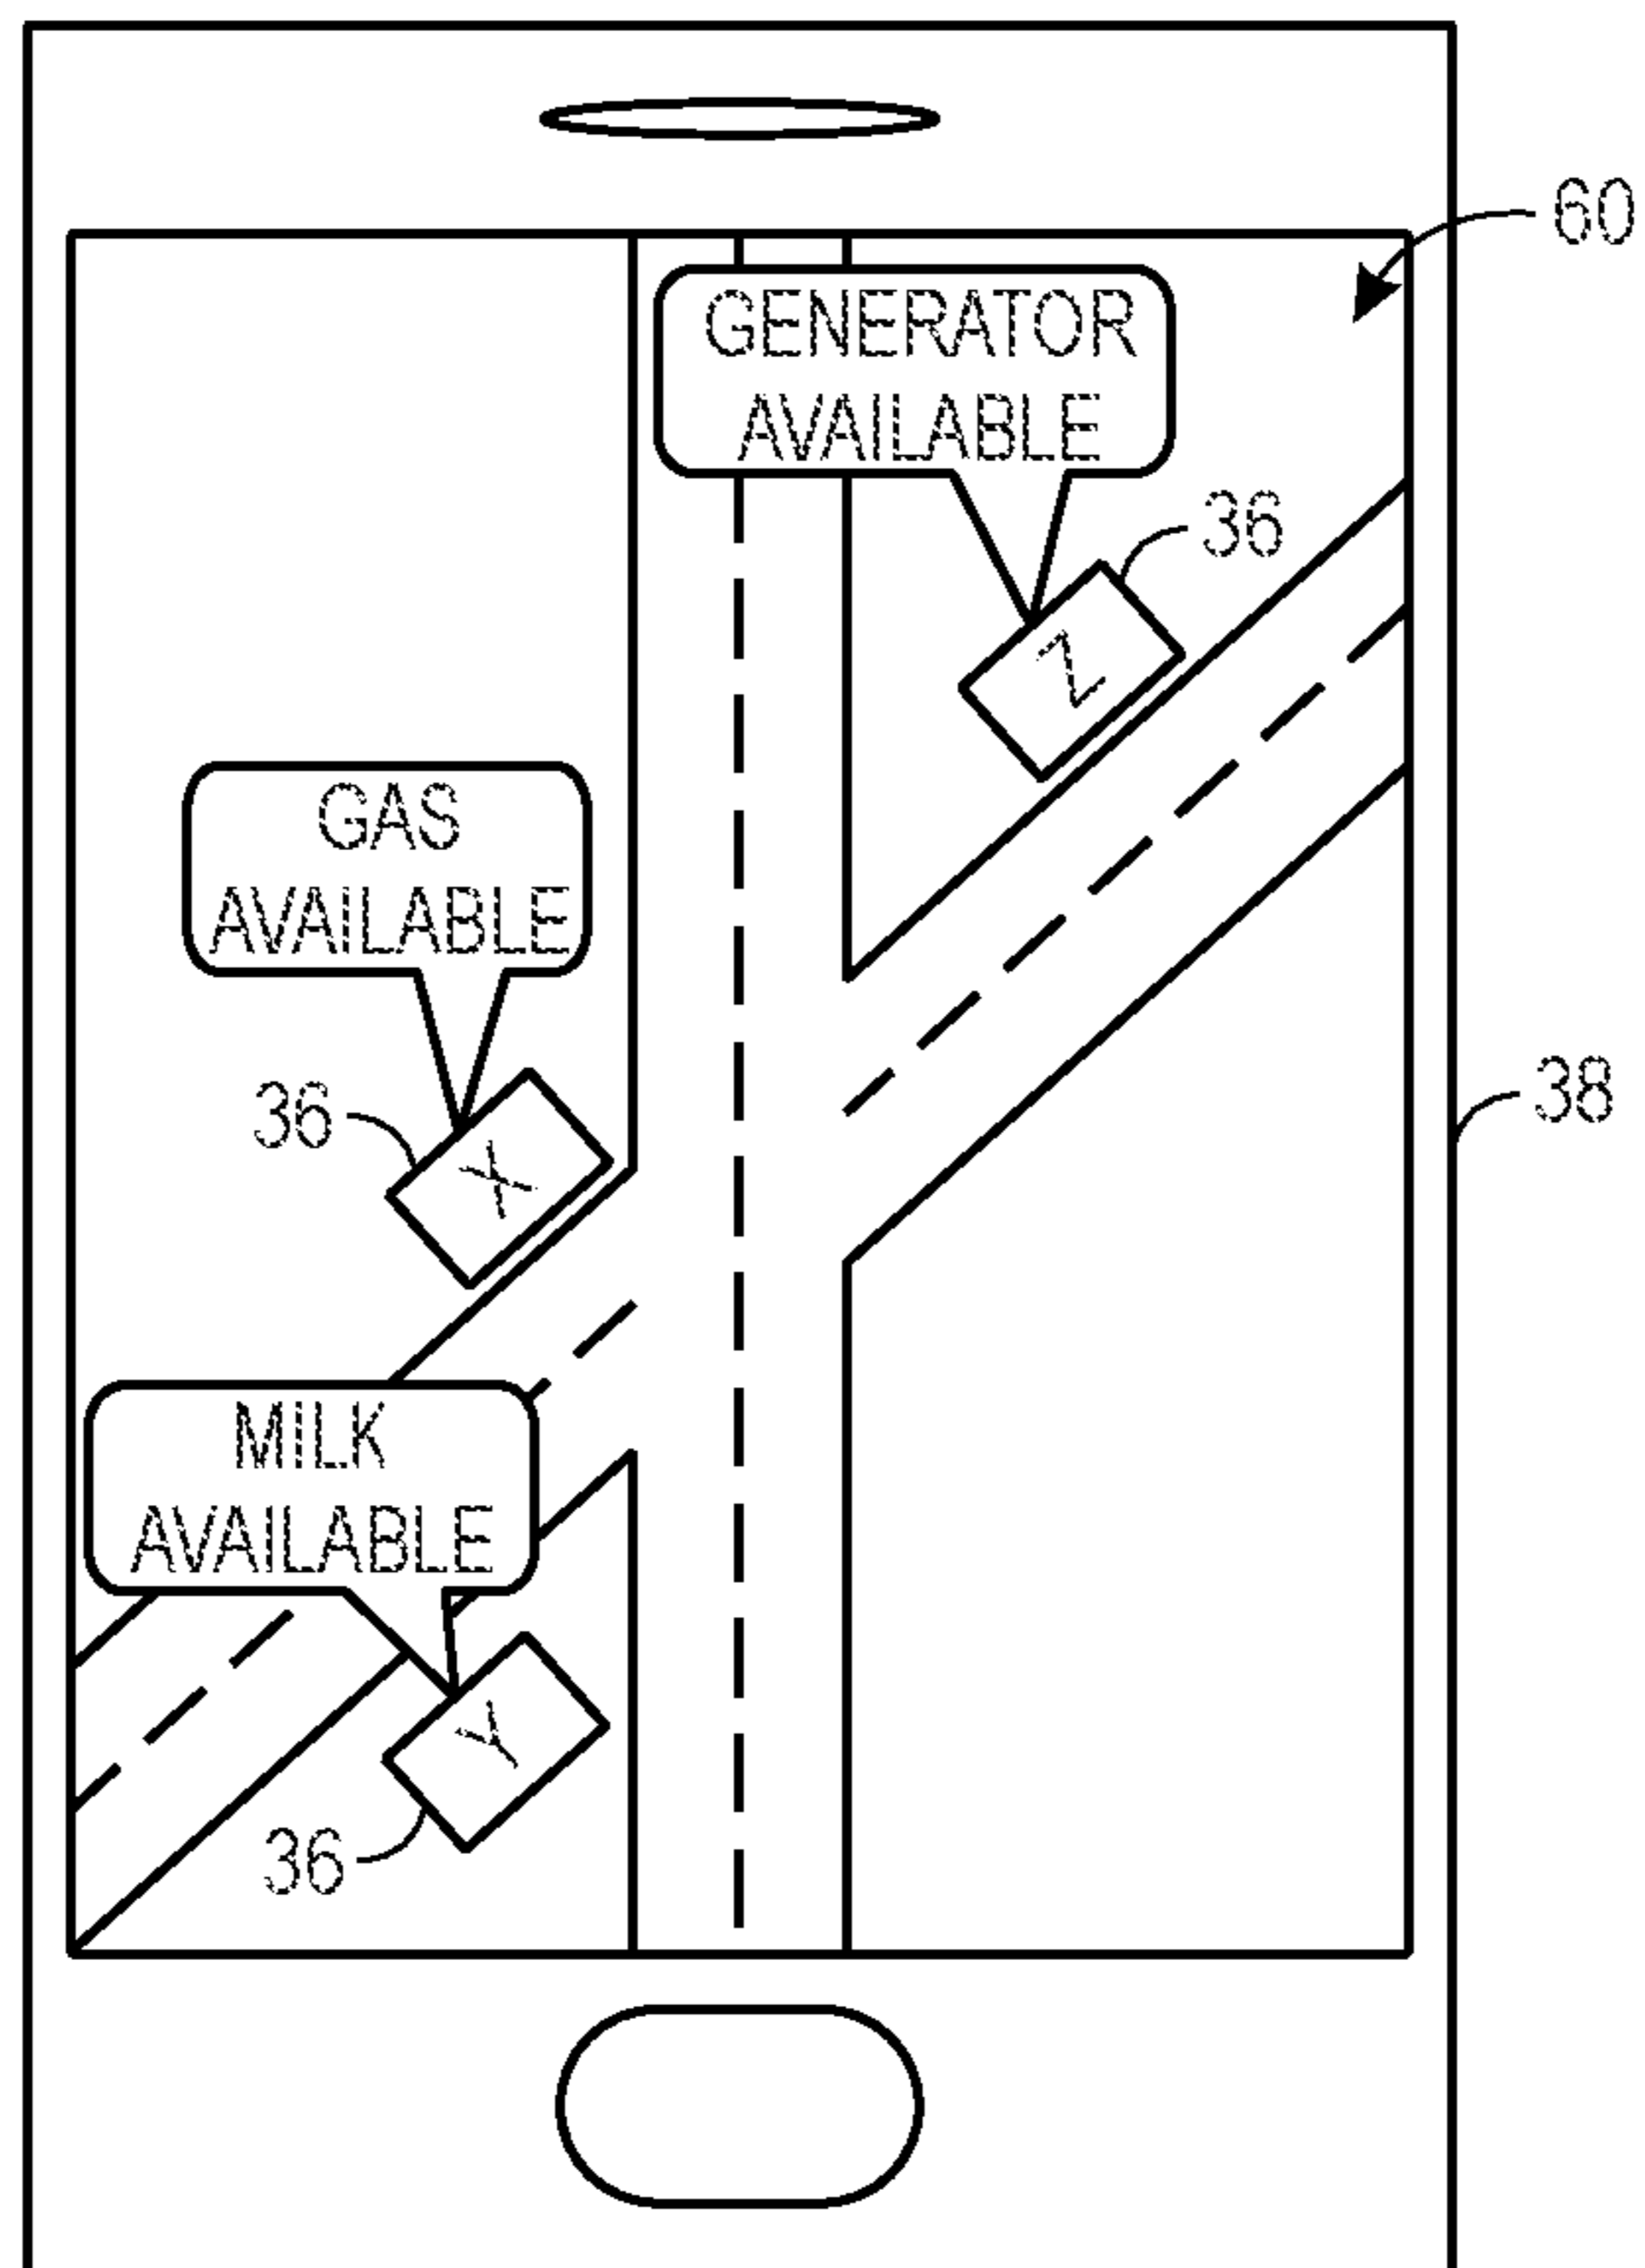 60
GENERATOR
AVAILABLE
36
Z
GAS
AVAILABLE
36
X
38
MILK
AVAILABLE
Y
36